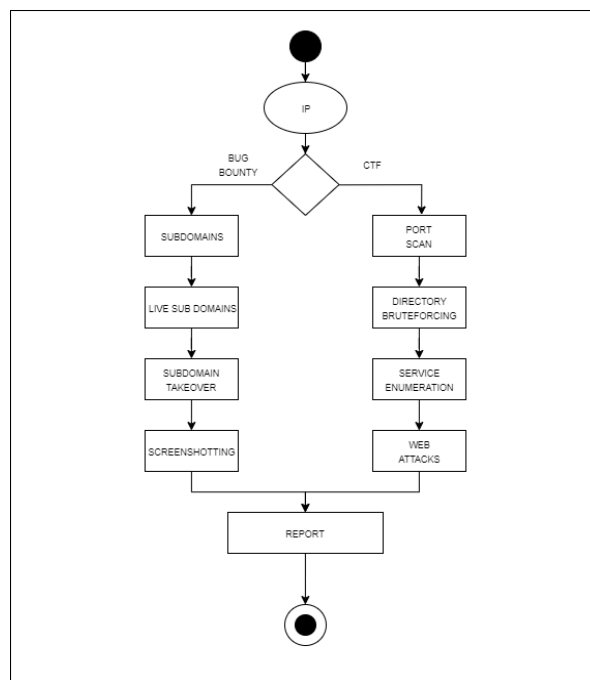 IP
BUG
BOUNTY
CTF
SUBDOMAINS
PORT
SCAN
LIVE SUB DOMAINS
DIRECTORY
BRUTEFORCING
SUBDOMAIN
TAKEOVER
SERVICE
ENUMERATION
SCREENSHOTTING
WEB
ATTACKS
REPORT